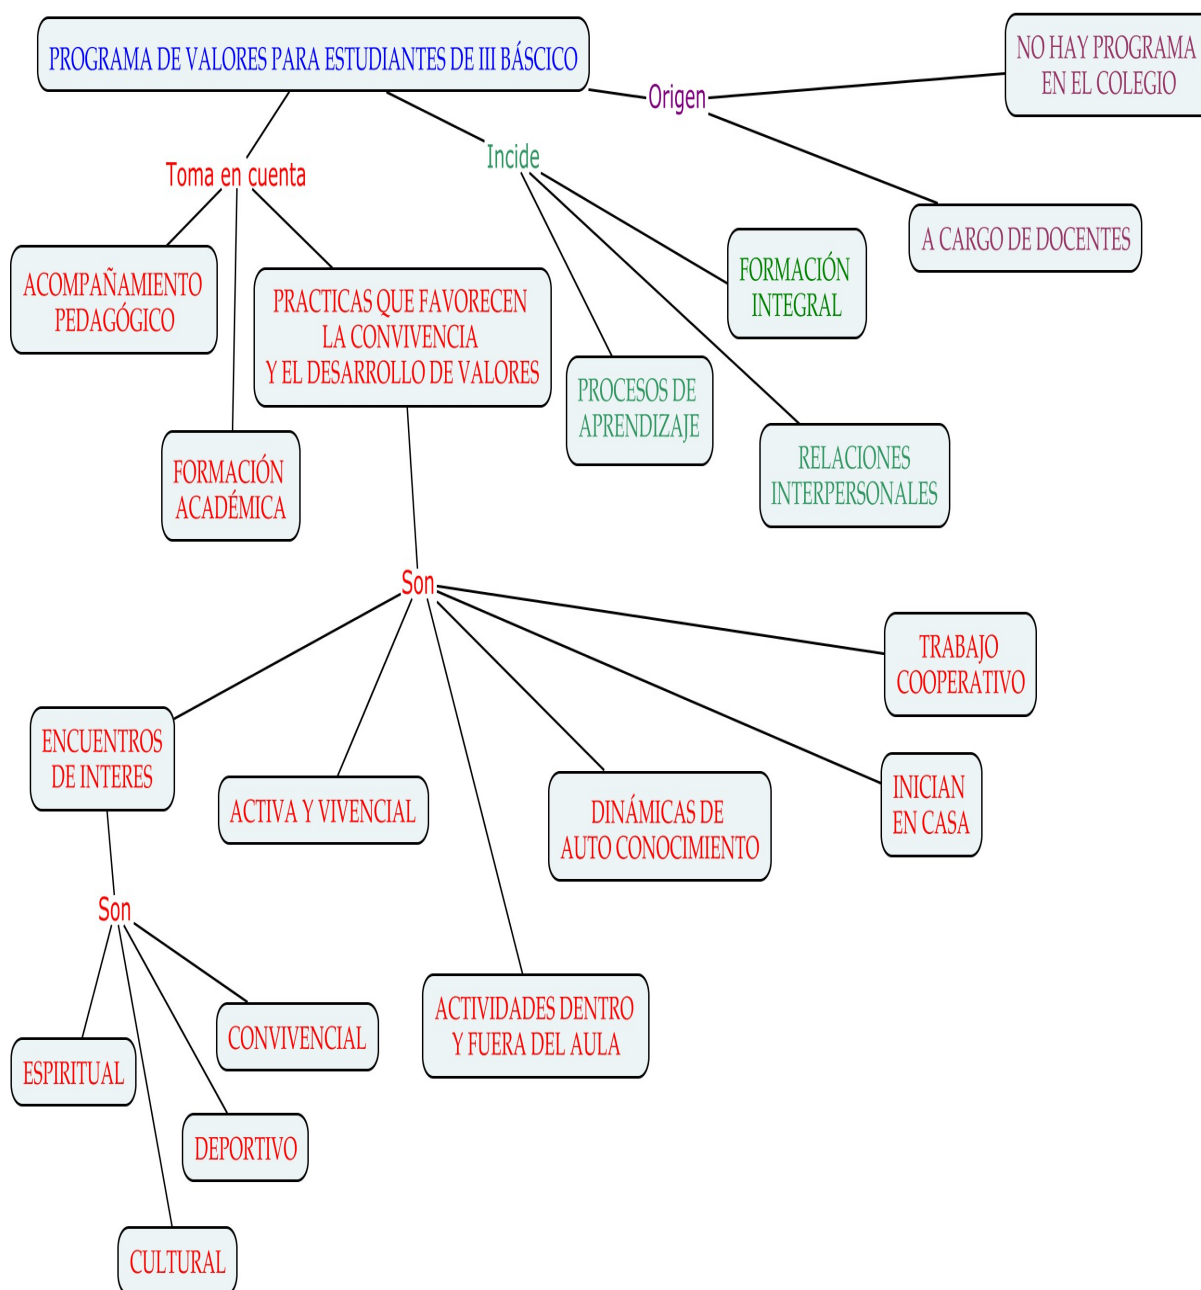 PROGRAMA DE VALORES PARA ESTUDIANTES DE III BÁSCICO
NO HAY PROGRAMA
EN EL COLEGIO
Origen
Incide
Toma en cuenta
A CARGO DE DOCENTES
ACOMPAÑAMIENTO
PEDAGÓGICO
PRACTICAS QUE FAVORECEN
LA CONVIVENCIA
Y EL DESARROLLO DE VALORES
FORMACIÓN
INTEGRAL
PROCESOS DE
APRENDIZAJE
RELACIONES
INTERPERSONALES
FORMACIÓN
ACADÉMICA
Son
TRABAJO
COOPERATIVO
ENCUENTROS
DE INTERES
ACTIVA Y VIVENCIAL
DINÁMICAS DE
AUTO CONOCIMIENTO
INICIAN
EN CASA
Son
ACTIVIDADES DENTRO
Y FUERA DEL AULA
CONVIVENCIAL
ESPIRITUAL
DEPORTIVO
CULTURAL